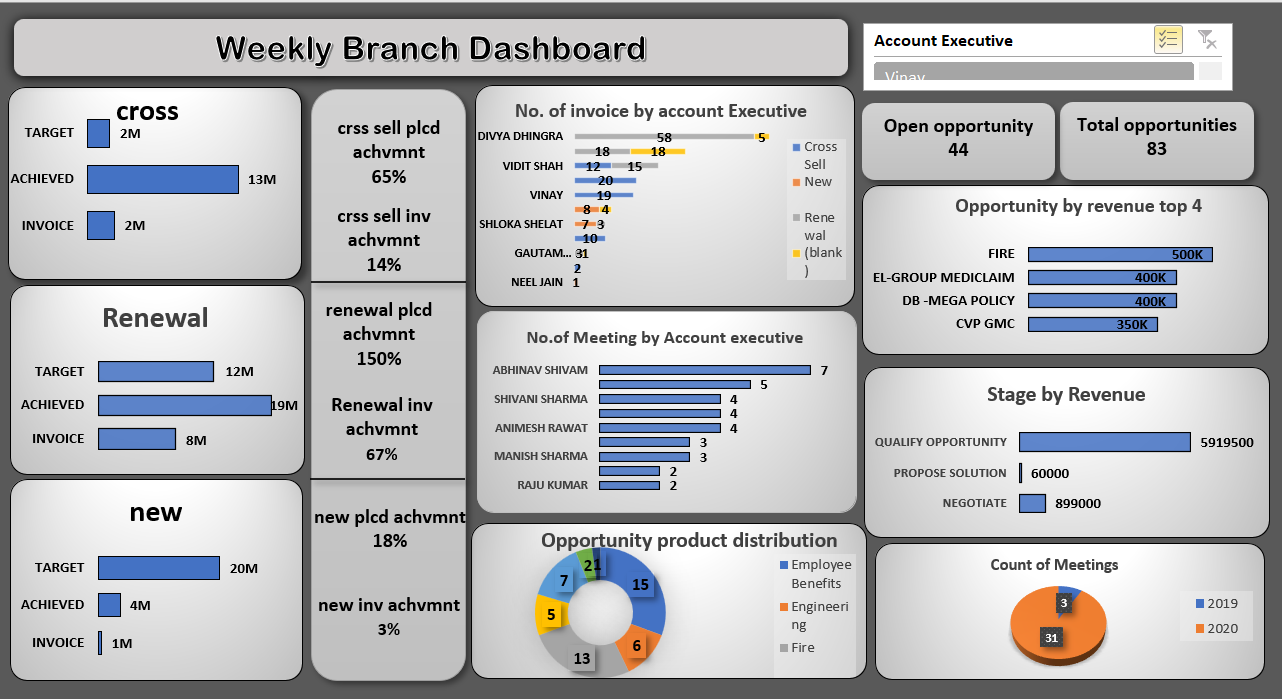 Weekly Branch Dashboard
Account Executive
Vinay
cross
TARGET 2M
ACHIEVED 13M
INVOICE 2M
crss sell plcd
achvmnt
65%
crss sell inv
achvmnt
14%
Renewal
TARGET 12M
ACHIEVED 19M
INVOICE 8M
renewal plcd
achvmnt
150%
Renewal inv
achvmnt
67%
new
TARGET 20M
ACHIEVED 4M
INVOICE 1M
new plcd achvmnt
18%
new inv achvmnt
3%
No. of invoice by account Executive
DIVYA DHINGRA 58 5
18 18
VIDIT SHAH 12 15
20
VINAY 19
8 4
SHLOKA SHELAT 7 3
10
GAUTAM... 31
2
NEEL JAIN 1
Cross
Sell
New
Rene
wal
(blank
)
No.of Meeting by Account executive
ABHINAV SHIVAM 7
5
SHIVANI SHARMA 4
4
ANIMESH RAWAT 4
3
MANISH SHARMA 3
2
RAJU KUMAR 2
Opportunity product distribution
15
6
13
5
7
2
1
Employee
Benefits
Engineeri
ng
Fire
Open opportunity
44
Total opportunities
83
Opportunity by revenue top 4
FIRE 500K
EL-GROUP MEDICLAIM 400K
DB -MEGA POLICY 400K
CVP GMC 350K
Stage by Revenue
QUALIFY OPPORTUNITY 5919500
PROPOSE SOLUTION 60000
NEGOTIATE 899000
Count of Meetings
3
31
2019
2020